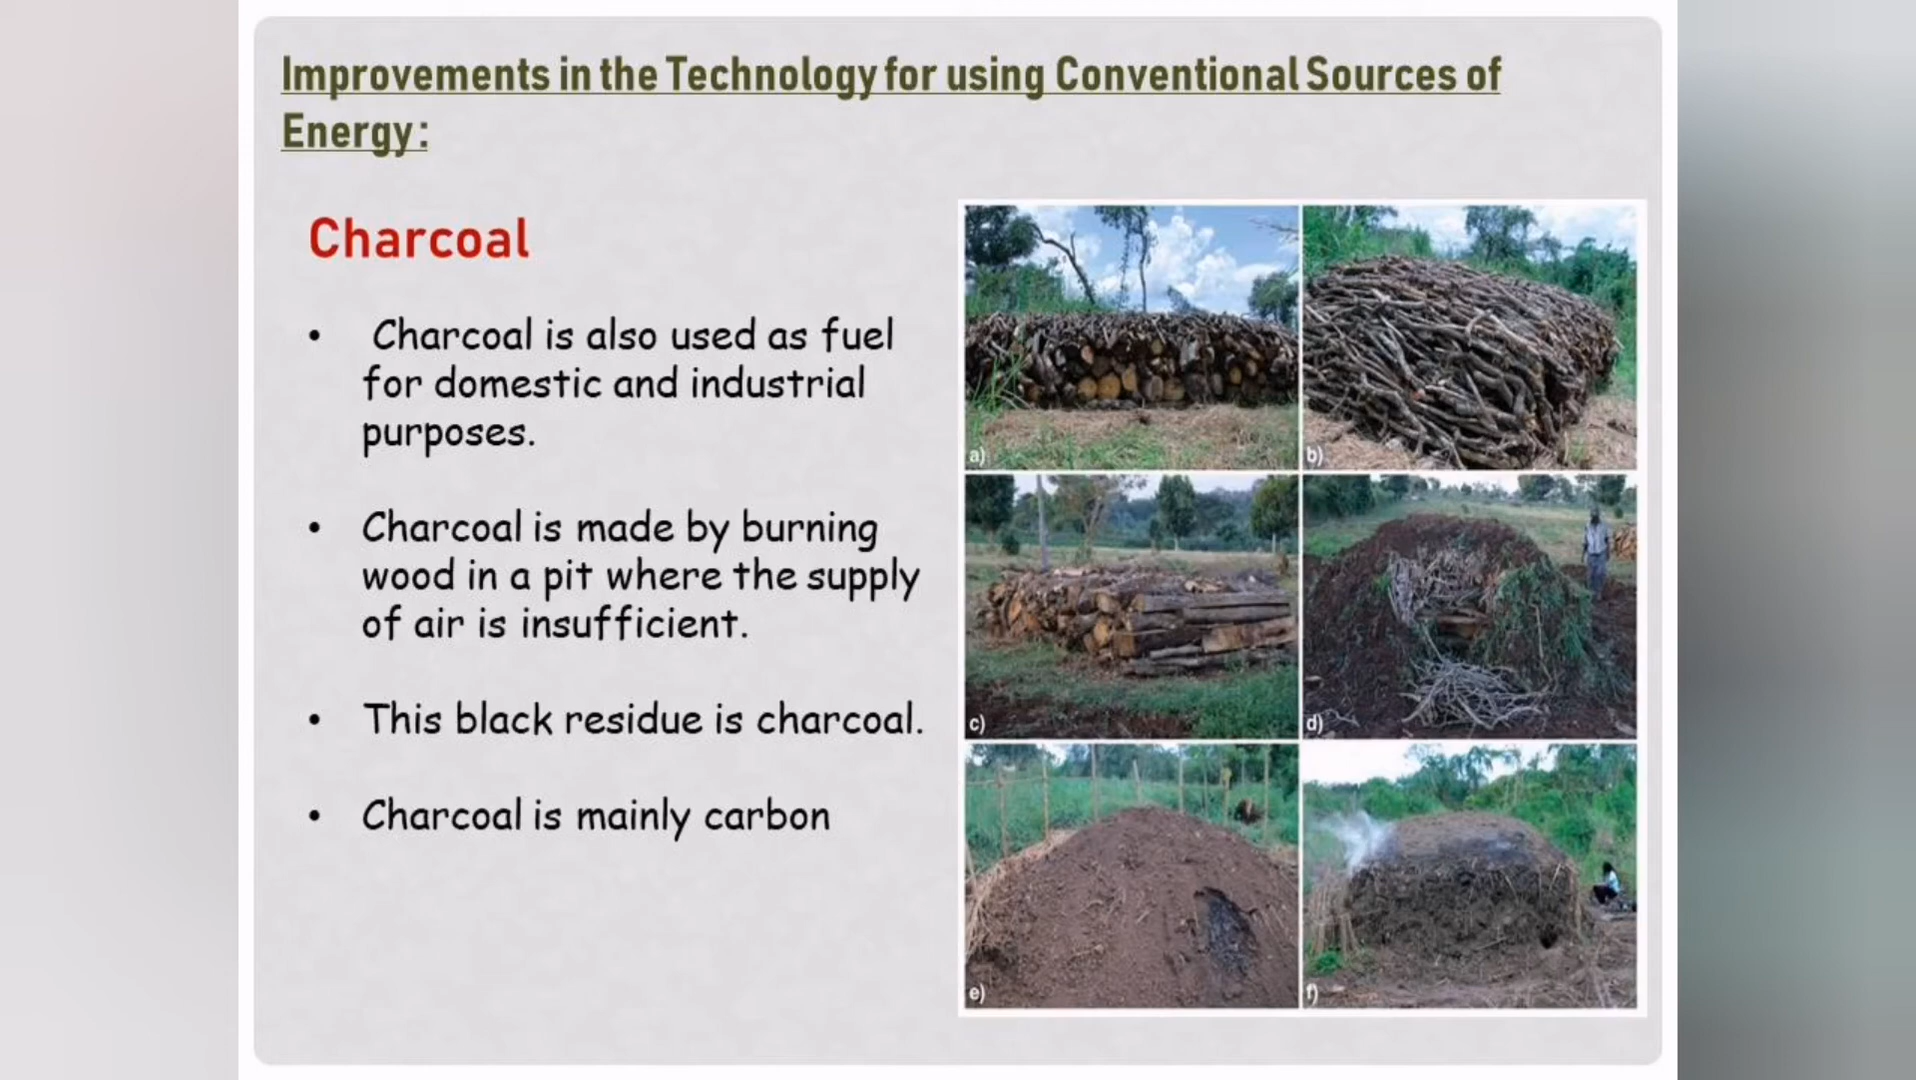 Improvements in the Technology for using Conventional Sources of
Energy:
Charcoal
• Charcoal is also used as fuel
for domestic and industrial
purposes.
• Charcoal is made by burning
wood in a pit where the supply
of air is insufficient.
• This black residue is charcoal.
• Charcoal is mainly carbon
a)
b)
c)
d)
e)
f)